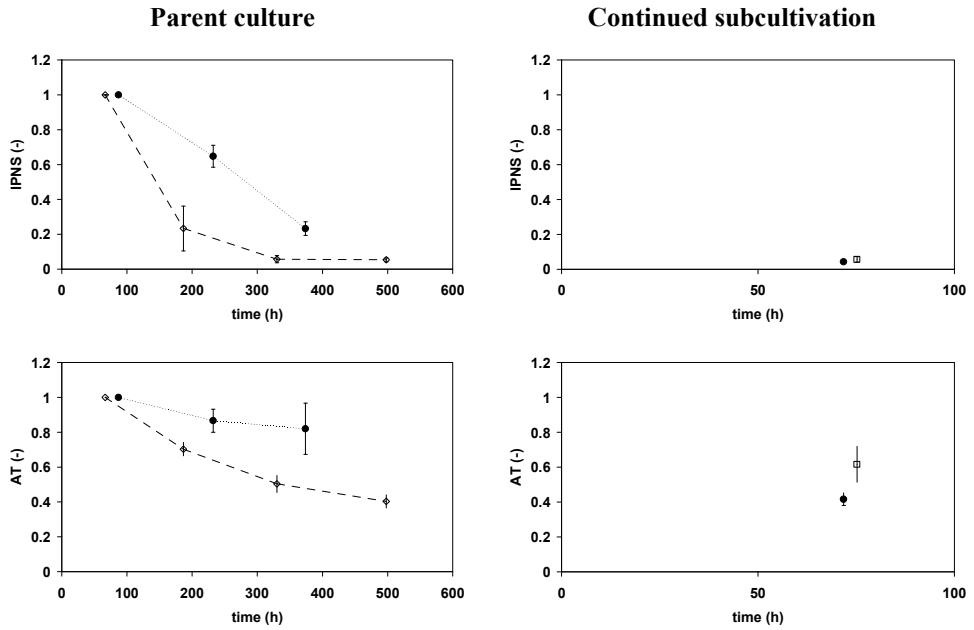 Parent culture
Continued subcultivation
1.2
1
0.8
0.6
0.4
0.2
0
IPNS (-)
0 100 200 300 400 500 600
time (h)
1.2
1
0.8
0.6
0.4
0.2
0
IPNS (-)
0 50 100
time (h)
1.2
1
0.8
0.6
0.4
0.2
0
AT (-)
0 100 200 300 400 500 600
time (h)
1.2
1
0.8
0.6
0.4
0.2
0
AT (-)
0 50 100
time (h)